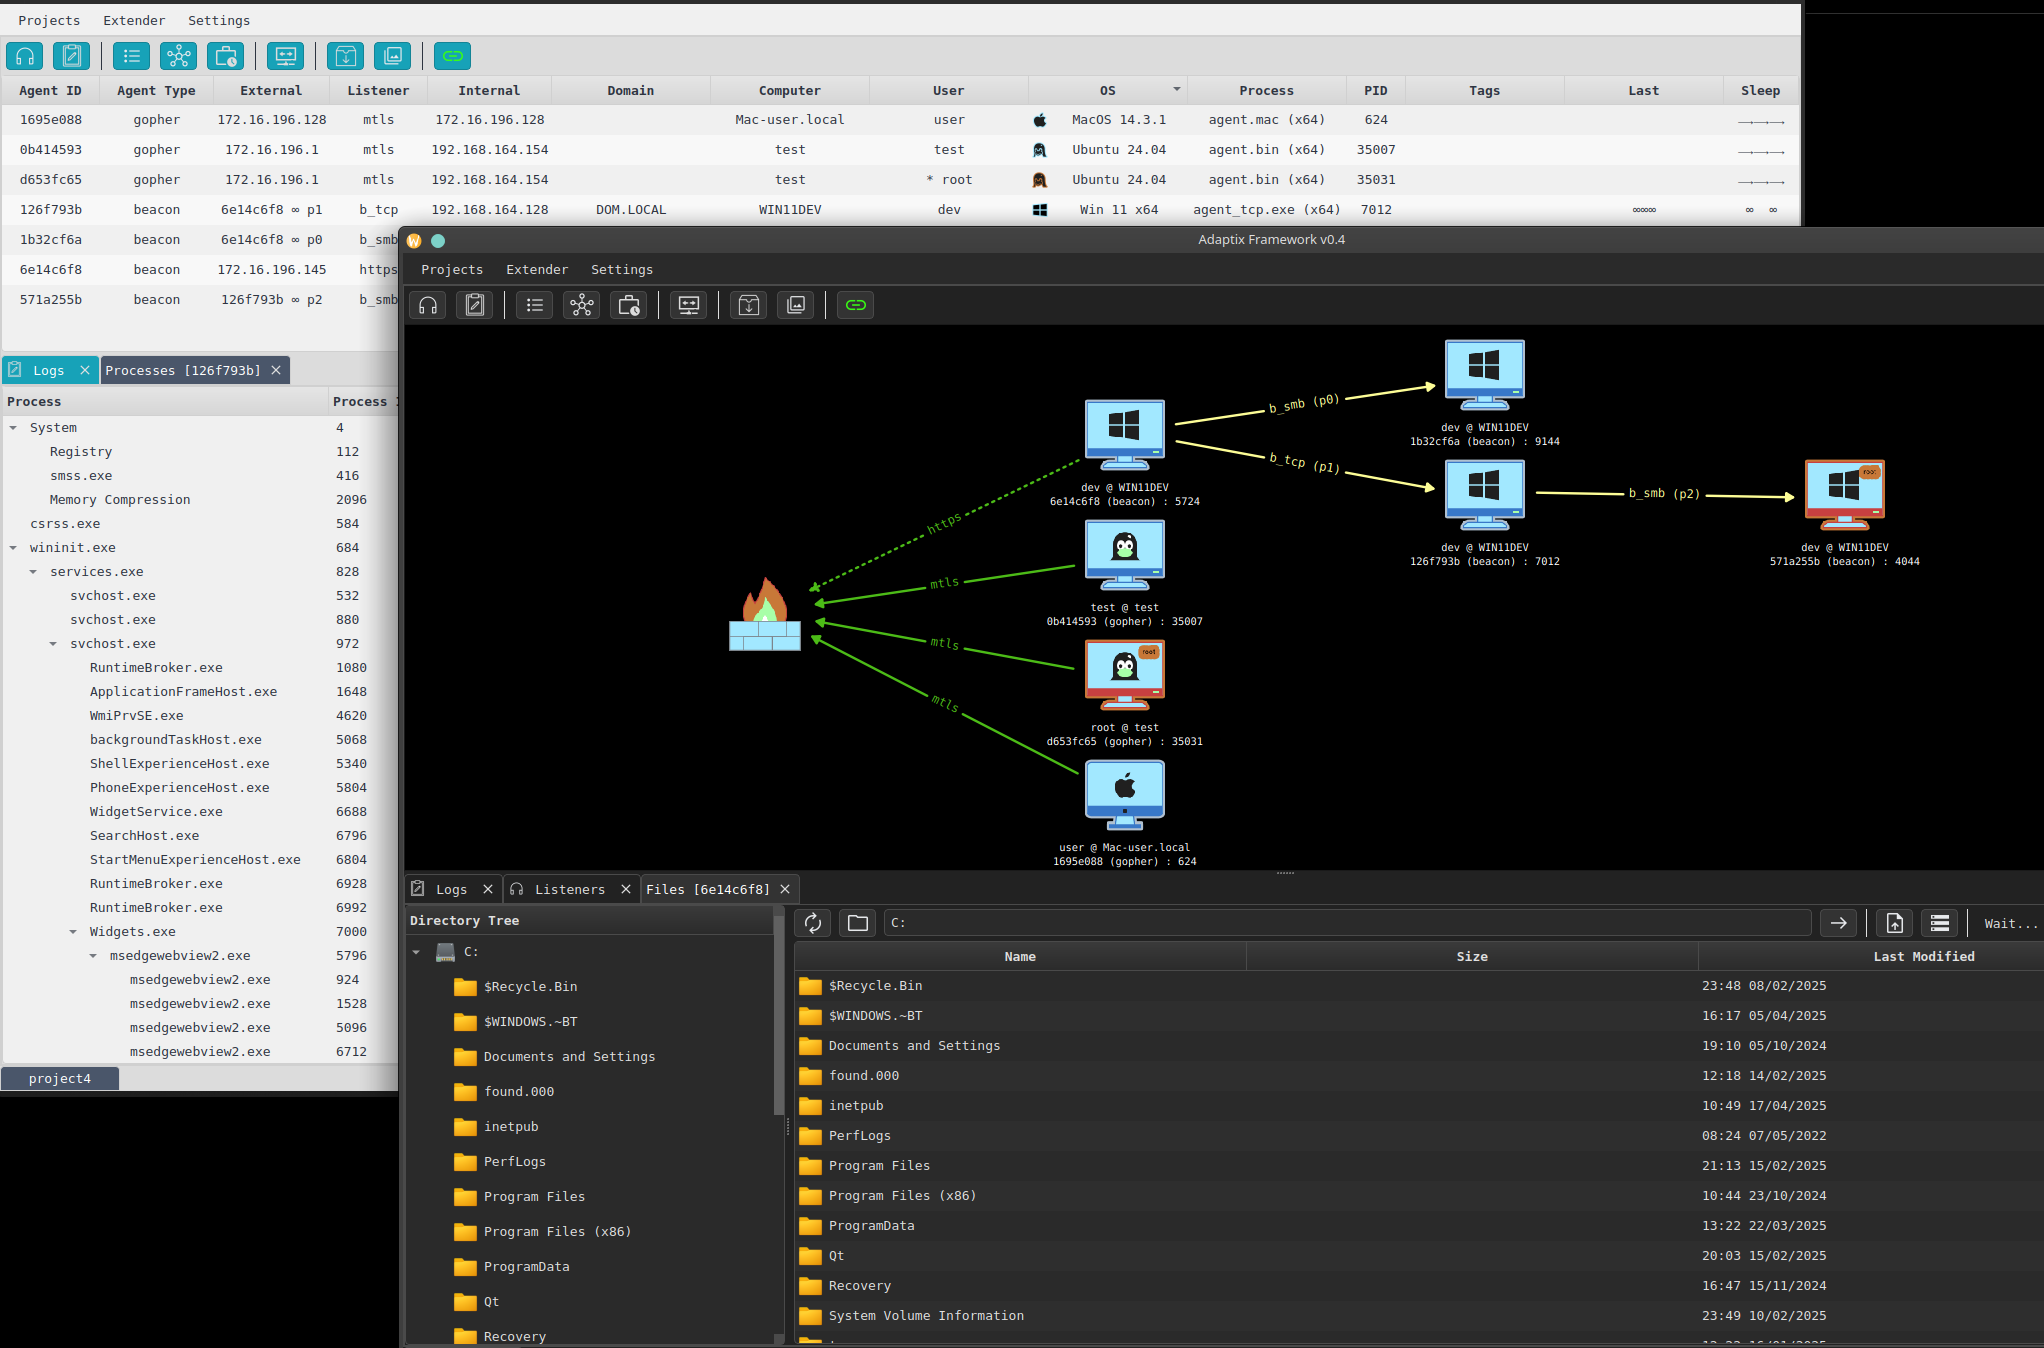 Projects Extender Settings
Agent ID Agent Type External Listener Internal Domain Computer User OS Process PID Tags Last Sleep
1695e088 gopher 172.16.196.128 mtls 172.16.196.128 Mac-user.local user MacOS 14.3.1 agent.mac (x64) 624
0b414593 gopher 172.16.196.1 mtls 192.168.164.154 test test Ubuntu 24.04 agent.bin (x64) 35007
d653fc65 gopher 172.16.196.1 mtls 192.168.164.154 test * root Ubuntu 24.04 agent.bin (x64) 35031
126f793b beacon 6e14c6f8 ∞ p1 b_tcp 192.168.164.128 DOM.LOCAL WIN11DEV dev Win 11 x64 agent_tcp.exe (x64) 7012 ∞∞∞ ∞ ∞
1b32cf6a beacon 6e14c6f8 ∞ p0 b_smb
6e14c6f8 beacon 172.16.196.145 https
571a255b beacon 126f793b ∞ p2 b_smb
Logs Processes [126f793b]
Process Process
System 4
Registry 112
smss.exe 416
Memory Compression 2096
csrss.exe 584
wininit.exe 684
services.exe 828
svchost.exe 532
svchost.exe 880
svchost.exe 972
RuntimeBroker.exe 1080
ApplicationFrameHost.exe 1648
WmiPrvSE.exe 4620
backgroundTaskHost.exe 5068
ShellExperienceHost.exe 5340
PhoneExperienceHost.exe 5804
WidgetService.exe 6688
SearchHost.exe 6796
StartMenuExperienceHost.exe 6804
RuntimeBroker.exe 6928
RuntimeBroker.exe 6992
Widgets.exe 7000
msedgewebview2.exe 5796
msedgewebview2.exe 924
msedgewebview2.exe 1528
msedgewebview2.exe 5096
msedgewebview2.exe 6712
project4
W
Adaptix Framework v0.4
Projects Extender Settings
b_smb (p0)
dev @ WIN11DEV
1b32cf6a (beacon) : 9144
b_tcp (p1)
dev @ WIN11DEV
6e14c6f8 (beacon) : 5724
root
b_smb (p2)
https
dev @ WIN11DEV
126f793b (beacon) : 7012
dev @ WIN11DEV
571a255b (beacon) : 4044
mtls
test @ test
0b414593 (gopher) : 35007
mtls
root
mtls
root @ test
d653fc65 (gopher) : 35031
user @ Mac-user.local
1695e088 (gopher) : 624
Logs Listeners Files [6e14c6f8]
Directory Tree
C:
$Recycle.Bin
$WINDOWS.~BT
Documents and Settings
found.000
inetpub
PerfLogs
Program Files
Program Files (x86)
ProgramData
Qt
Recovery
C: Wait...
Name Size Last Modified
$Recycle.Bin 23:48 08/02/2025
$WINDOWS.~BT 16:17 05/04/2025
Documents and Settings 19:10 05/10/2024
found.000 12:18 14/02/2025
inetpub 10:49 17/04/2025
PerfLogs 08:24 07/05/2022
Program Files 21:13 15/02/2025
Program Files (x86) 10:44 23/10/2024
ProgramData 13:22 22/03/2025
Qt 20:03 15/02/2025
Recovery 16:47 15/11/2024
System Volume Information 23:49 10/02/2025